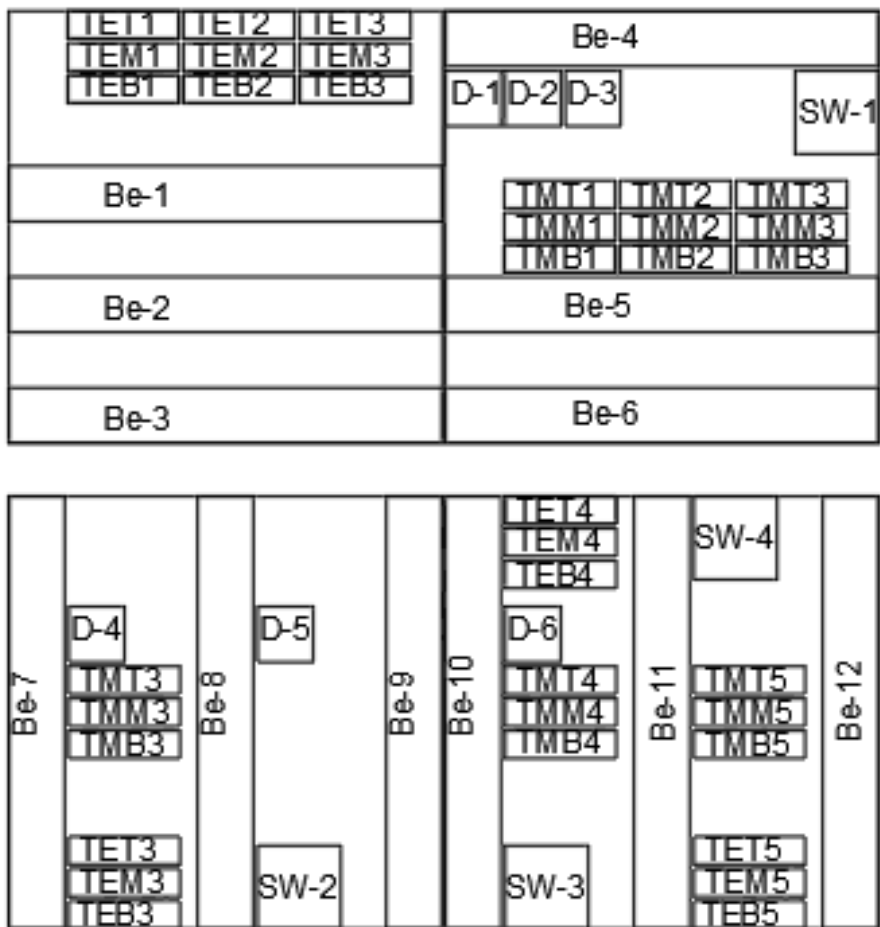 TET1 TET2 TET3
TEM1 TEM2 TEM3
TEB1 TEB2 TEB3
Be-1
Be-2
Be-3
Be-4
D-1 D-2 D-3
SW-1
TMT1 TMT2 TMT3
TMM1 TMM2 TMM3
TMB1 TMB2 TMB3
Be-5
Be-6
Be-7
D-4
TMT3
TMM3
TMB3
TET3
TEM3
TEB3
Be-8
D-5
SW-2
Be-9
Be-10
TET4
TEM4
TEB4
D-6
TMT4
TMM4
TMB4
SW-3
Be-11
SW-4
TMT5
TMM5
TMB5
TET5
TEM5
TEB5
Be-12